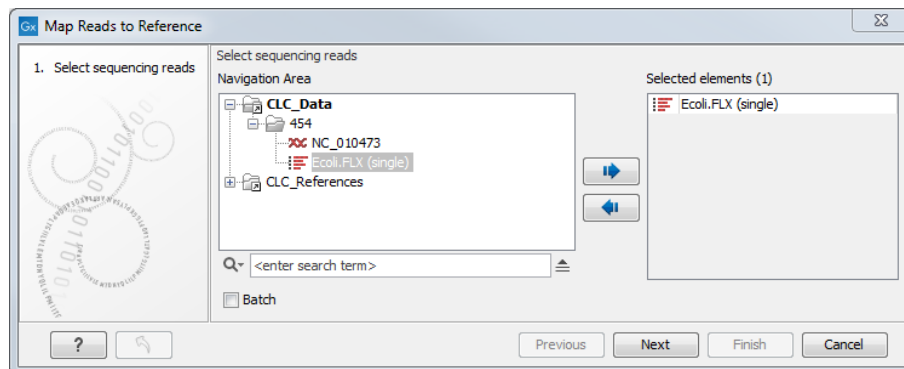 Gx Map Reads to Reference
1. Select sequencing reads
Select sequencing reads
Navigation Area
CLC_Data
454
NC_010473
Ecoli.FLX (single)
CLC_References
<enter search term>
Batch
Selected elements (1)
Ecoli.FLX (single)
?
Previous
Next
Finish
Cancel